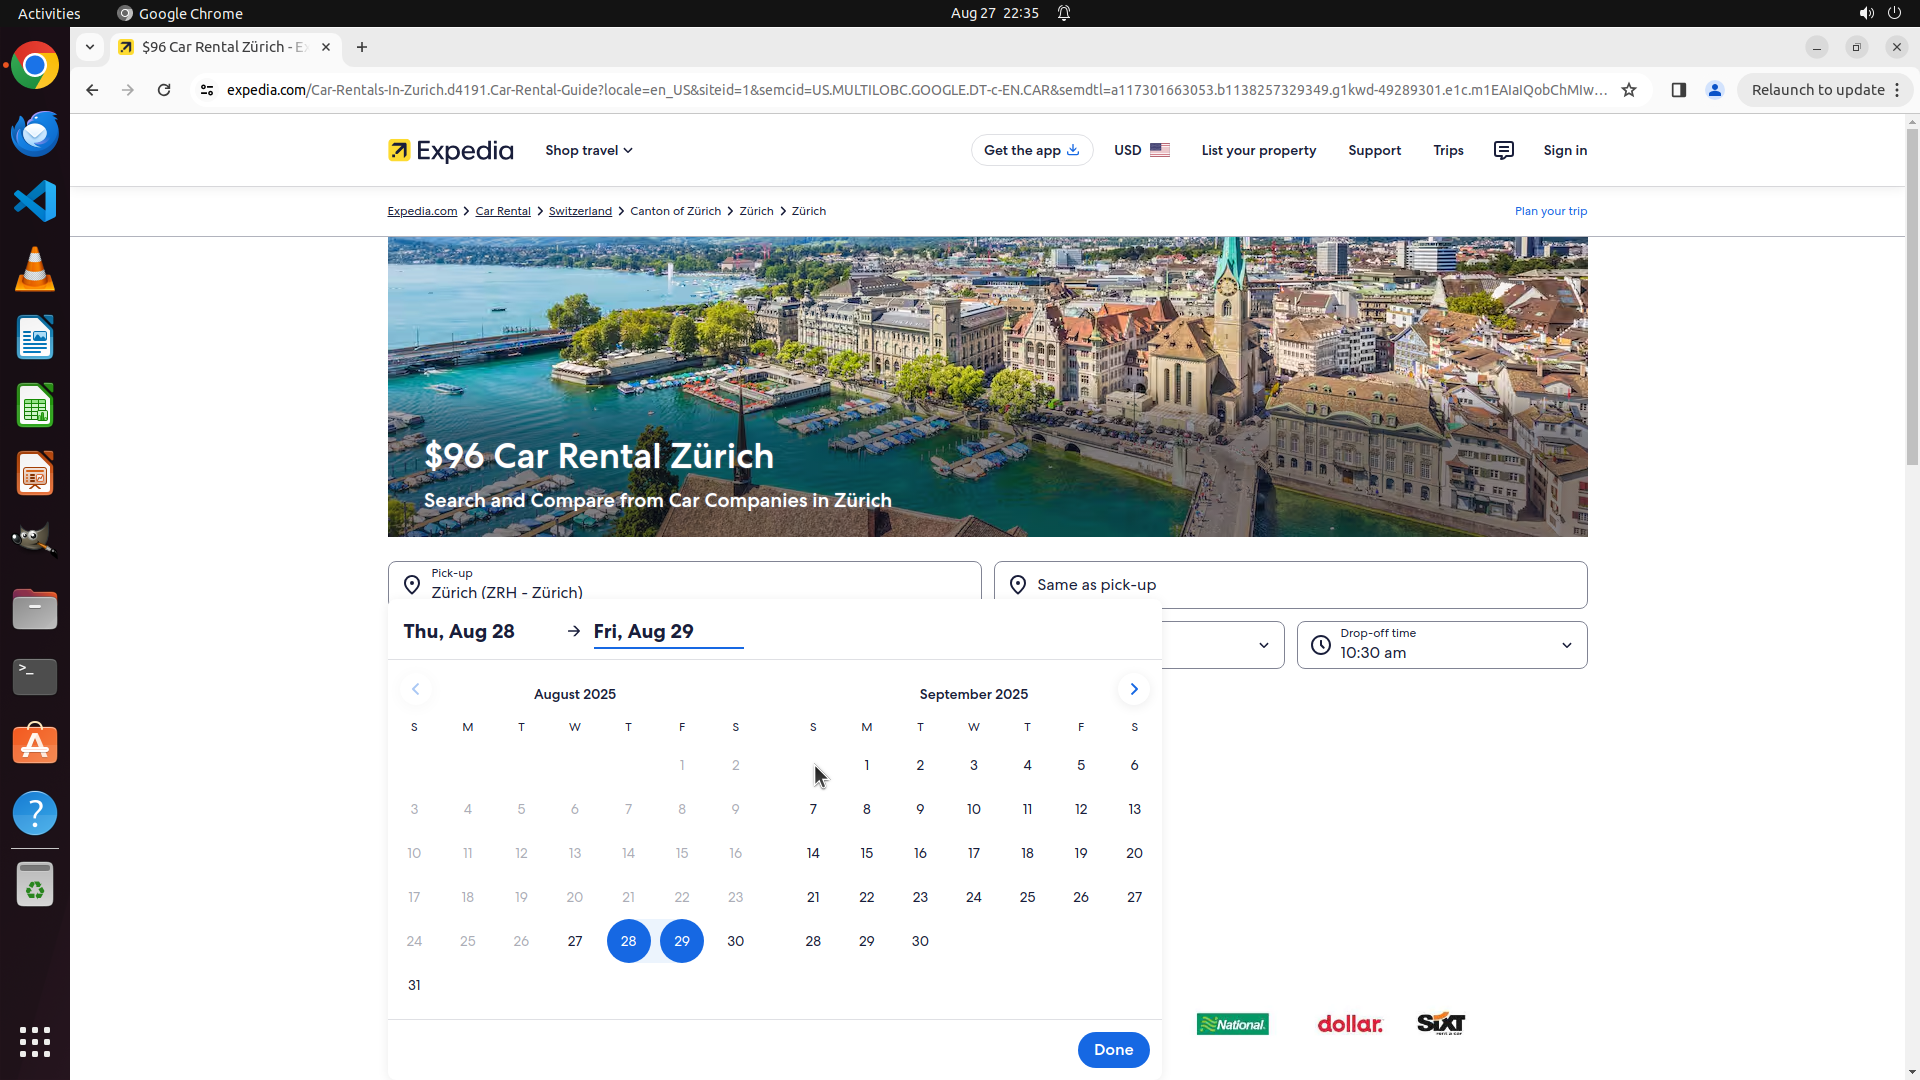 Activities
Google Chrome
Aug 27 22:35
$96 Car Rental Zürich - Ex
expedia.com/Car-Rentals-In-Zurich.d4191.Car-Rental-Guide?locale=en_US&siteid=1&semcid=US.MULTILOBC.GOOGLE.DT-c-EN.CAR&semdtl=a117301663053.b1138257329349.g1kwd-49289301.e1c.m1EAIaIQobChMIw...
Relaunch to update
Expedia
Shop travel
Get the app
USD
List your property
Support
Trips
Sign in
Expedia.com
Car Rental
Switzerland
Canton of Zürich
Zürich
Zürich
Plan your trip
$96 Car Rental Zürich
Search and Compare from Car Companies in Zürich
Pick-up
Zürich (ZRH - Zürich)
Same as pick-up
Thu, Aug 28
Fri, Aug 29
Drop-off time
10:30 am
August 2025
S M T W T F S
1 2
3 4 5 6 7 8 9
10 11 12 13 14 15 16
17 18 19 20 21 22 23
24 25 26 27 28 29 30
31
September 2025
S M T W T F S
1 2 3 4 5 6
7 8 9 10 11 12 13
14 15 16 17 18 19 20
21 22 23 24 25 26 27
28 29 30
National.
dollar.
SIXT
rent a car
Done